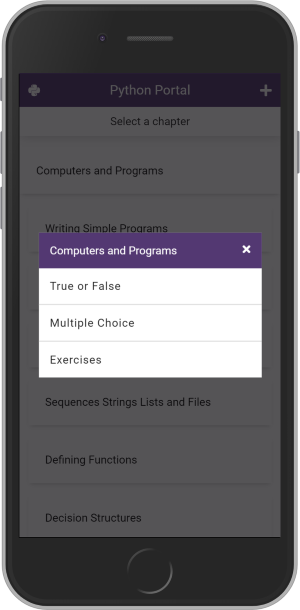 Python Portal
Select a chapter
Computers and Programs
Writing Simple Programs
Computers and Programs
True or False
Multiple Choice
Exercises
Sequences Strings Lists and Files
Defining Functions
Decision Structures